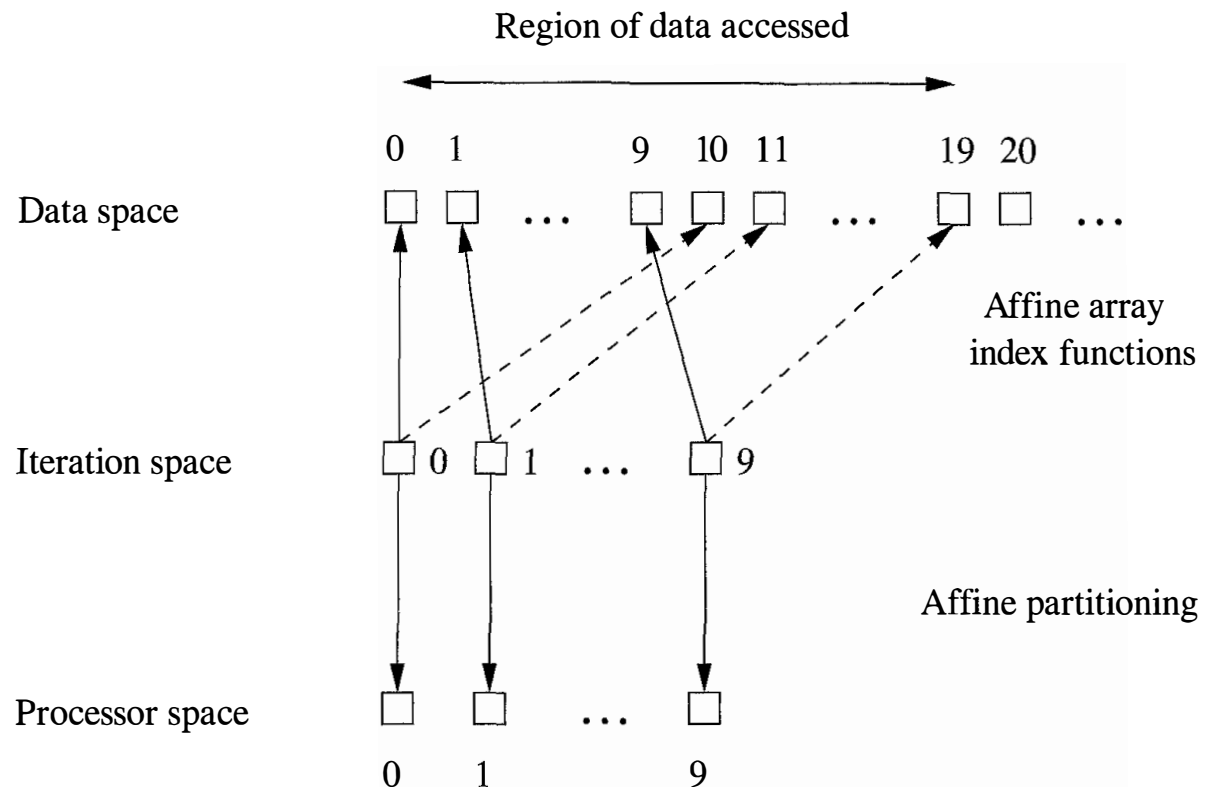 Region of data accessed
0 1 9 10 11 19 20
Data space ... ... ...
Affine array
index functions
Iteration space 0 1 ... 9
Affine partitioning
Processor space ...
0 1 9